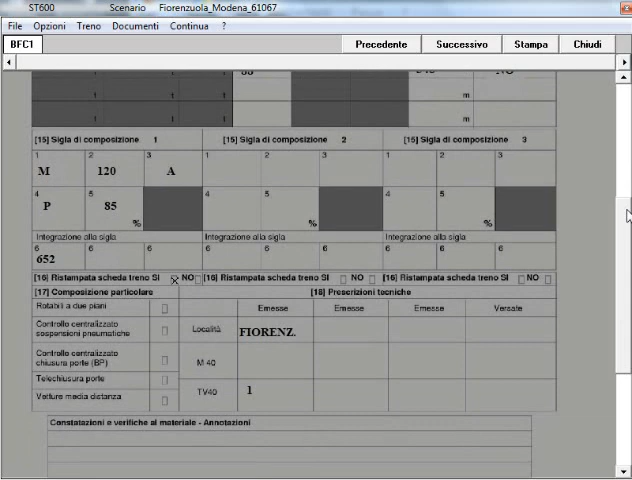 ST600 Scenario Fiorenzuola_Modena_61067
File Opzioni Treno Documenti Continua ?
BFC1 Precedente Successivo Stampa Chiudi
t t t m
t t t m
[15] Sigla di composizione 1 [15] Sigla di composizione 2 [15] Sigla di composizione 3
1 2 3 1 2 3 1 2 3
M 120 A
4 5 4 5 4 5
P 85 % % %
Integrazione alla sigla Integrazione alla sigla Integrazione alla sigla
6 6 6 6 6 6 6 6 6
652
[16] Ristampata scheda treno SI NO [16] Ristampata scheda treno SI NO [16] Ristampata scheda treno SI NO
[17] Composizione particolare [18] Prescrizioni tecniche
Rotabili a due piani Emesse Emesse Emesse Versate
Controllo centralizzato
sospensioni pneumatiche Località FIORENZ.
Controllo centralizzato
chiusura porte (BP) M 40
Telechiusura porte
Vetture media distanza TV40 1
Constatazioni e verifiche al materiale - Annotazioni